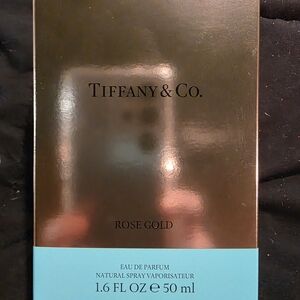 TIFFANY & CO.
ROSE GOLD
EAU DE PARFUM
NATURAL SPRAY VAPORISATEUR
1.6 FL OZ ℮ 50 ml